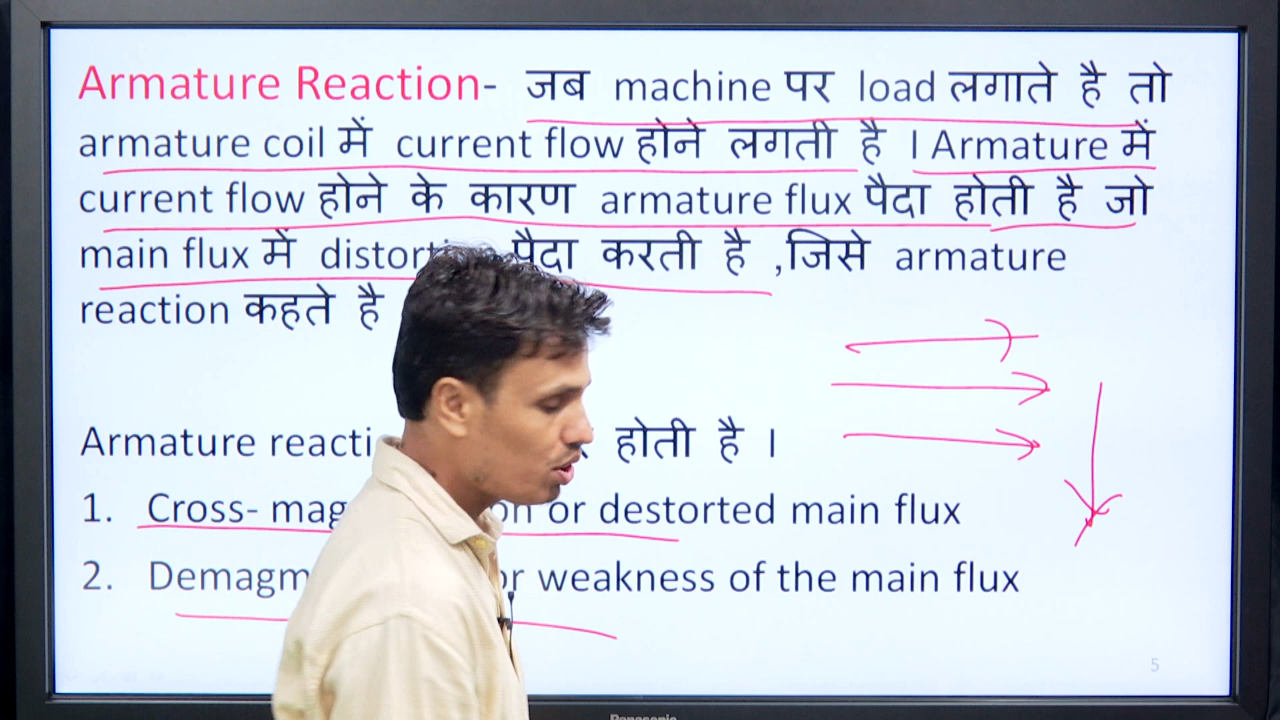 Armature Reaction- जब machine पर load लगाते है तो
armature coil में current flow होने लगती है । Armature में
current flow होने के कारण armature flux पैदा होती है जो
main flux में पैदा करती है ,जिसे armature
reaction कहते है
Armature होती है ।
1. Cross- or destorted main flux
2. or weakness of the main flux
5